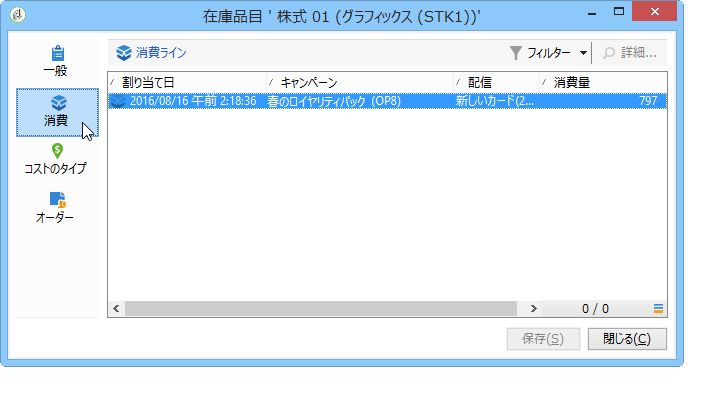 在庫品目 ' 株式 01 (グラフィックス (STK1))'
一般
消費
コストのタイプ
オーダー
消費ライン
フィルター
詳細...
割り当て日 キャンペーン 配信 消費量
2016/08/16 午前 2:18:36 春のロイヤリティパック (OP8) 新しいカード(2... 797
0 / 0
保存(S) 閉じる(C)